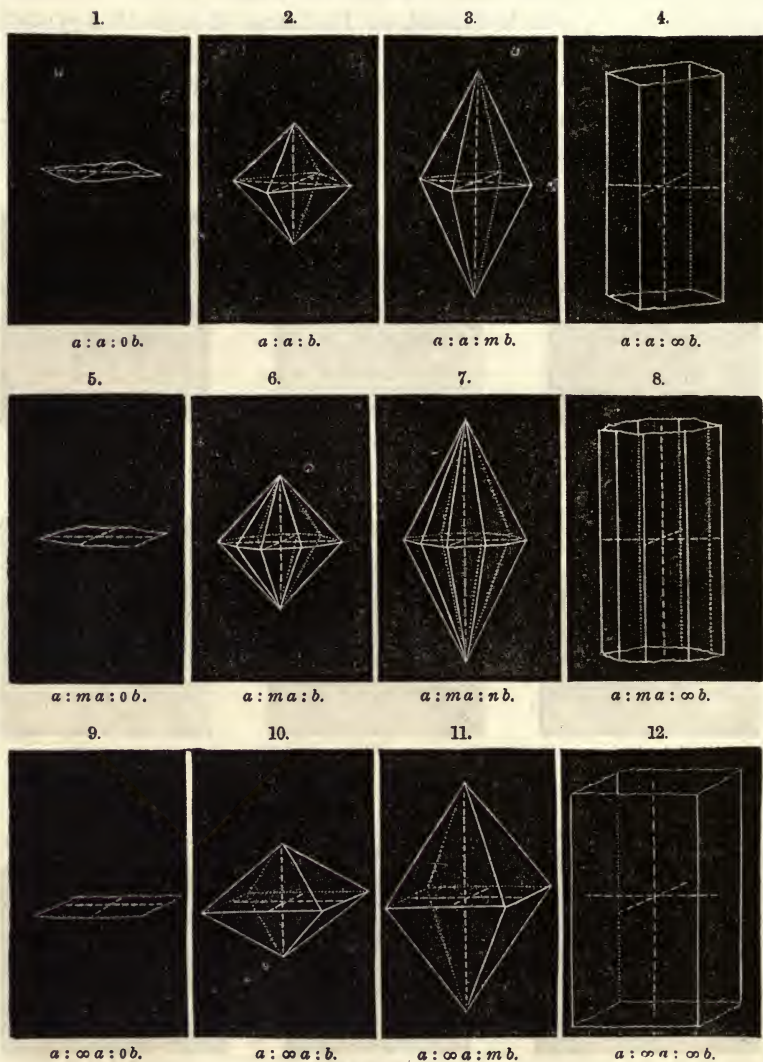 1. 2. 3. 4.
a : a : 0 b. a : a : b. a : a : m b. a : a : ∞ b.
5. 6. 7. 8.
a : m a : 0 b. a : m a : b. a : m a : n b. a : m a : ∞ b.
9. 10. 11. 12.
a : ∞ a : 0 b. a : ∞ a : b. a : ∞ a : m b. a : ∞ a : ∞ b.